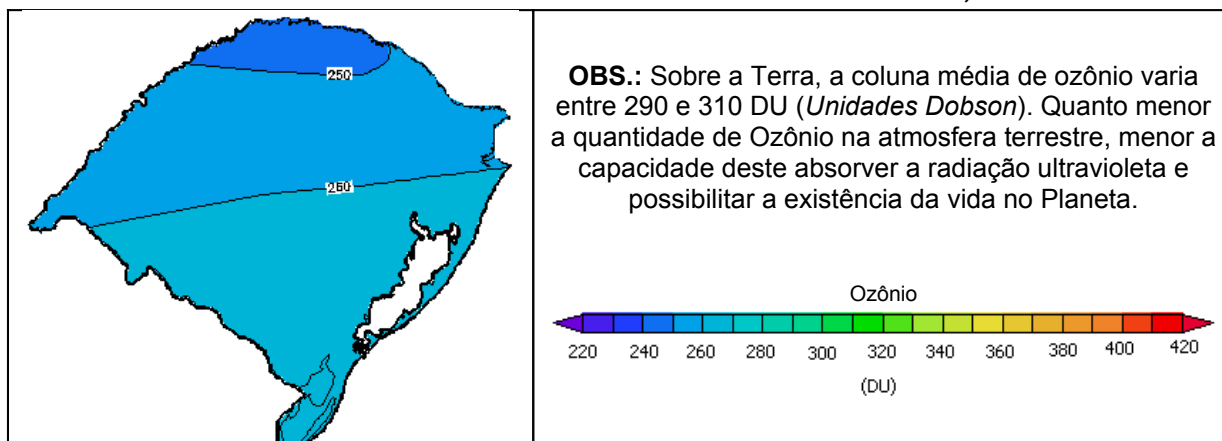 250
260
OBS.: Sobre a Terra, a coluna média de ozônio varia
entre 290 e 310 DU (Unidades Dobson). Quanto menor
a quantidade de Ozônio na atmosfera terrestre, menor a
capacidade deste absorver a radiação ultravioleta e
possibilitar a existência da vida no Planeta.
Ozônio
220 240 260 280 300 320 340 360 380 400 420
(DU)